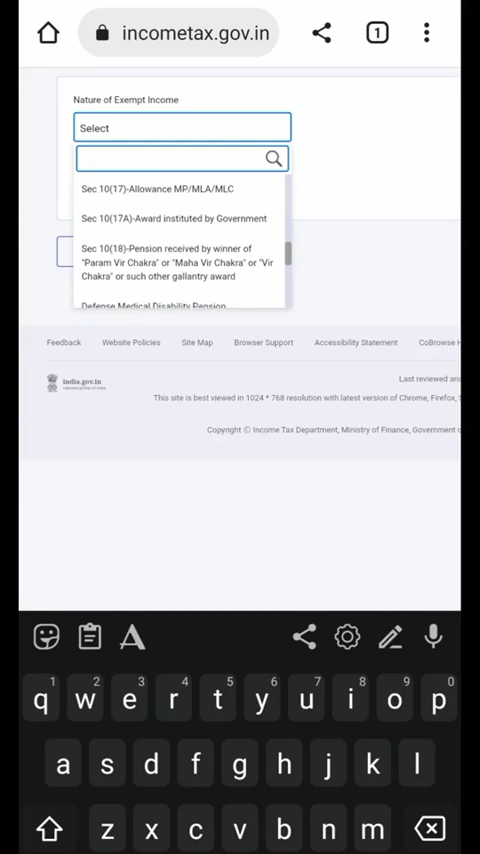 incometax.gov.in
1
Nature of Exempt Income
Select
Sec 10(17)-Allowance MP/MLA/MLC
Sec 10(17A)-Award instituted by Government
Sec 10(18)-Pension received by winner of
"Param Vir Chakra" or "Maha Vir Chakra" or "Vir
Chakra" or such other gallantry award
Defense Medical Disability Pension
Feedback Website Policies Site Map Browser Support Accessibility Statement CoBrowse
india.gov.in
Last reviewed
This site is best viewed in 1024 * 768 resolution with latest version of Chrome, Firefox,
Copyright © Income Tax Department, Ministry of Finance, Government
A
1 2 3 4 5 6 7 8 9 0
q w e r t y u i o p
a s d f g h j k l
z x c v b n m